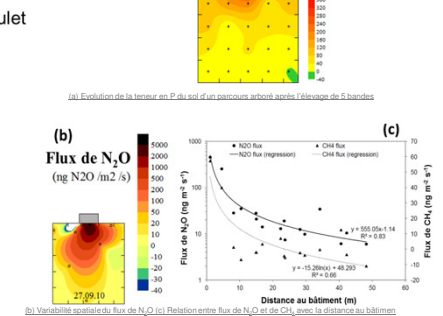 ulet
360
320
280
240
200
160
120
80
40
0
-40
(a) Evolution de la teneur en P du sol d'un parcours arboré après l'élevage de 5 bandes
(b)
Flux de N2O
(ng N2O /m2 /s)
5000
2000
1000
500
200
100
50
20
10
0
-10
-20
-30
-40
27.09.10
(c)
N2O flux
CH4 flux
N2O (regression)
CH4 flux (regression)
Flux de N2O (ng m-2 s-1)
1000
100
10
1
70
60
50
40
30
20
10
0
-10
-20
Flux de CH4 (ng m-2 s-1)
y = 555.05x-1.14
R² = 0.83
y = -15.26ln(x) + 48.293
R² = 0.66
0
10
20
30
40
50
60
Distance au bâtiment (m)
(b) Variabilité spatiale du flux de N2O (c) Relation entre flux de N2O et de CH4 avec la distance au bâtimen